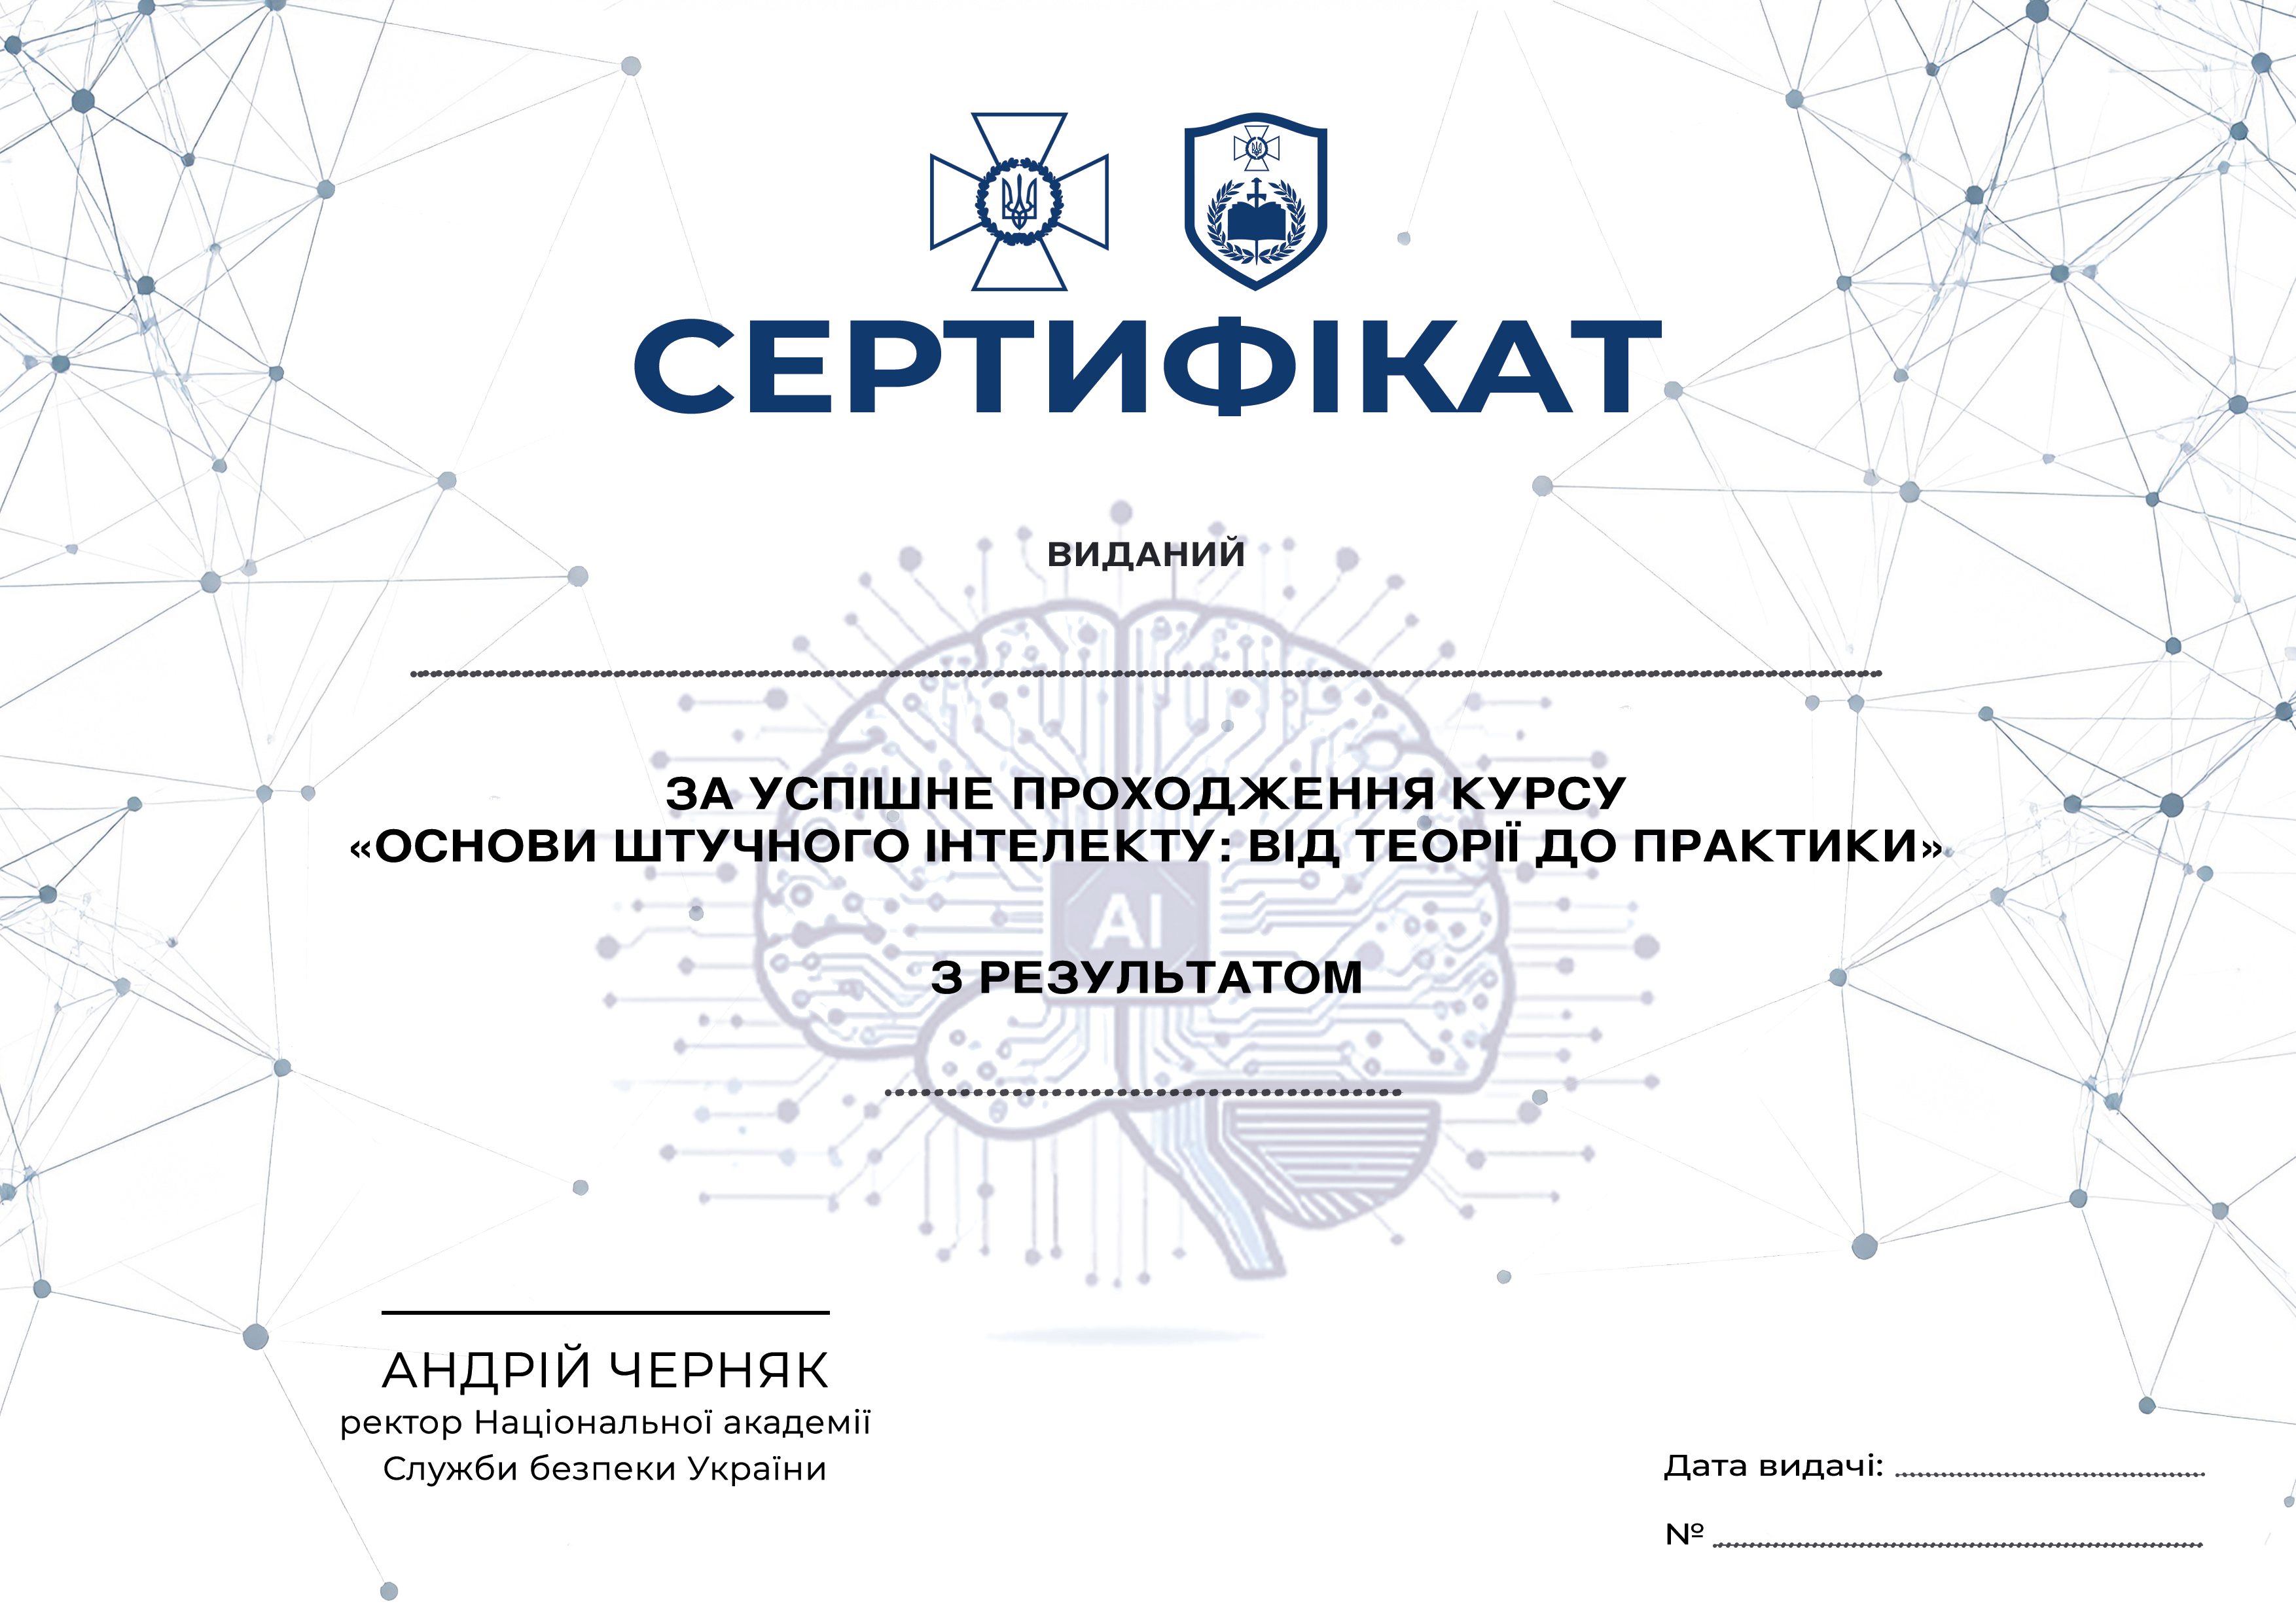 СЕРТИФІКАТ
ВИДАНИЙ
ЗА УСПІШНЕ ПРОХОДЖЕННЯ КУРСУ
«ОСНОВИ ШТУЧНОГО ІНТЕЛЕКТУ: ВІД ТЕОРІЇ ДО ПРАКТИКИ»
AI
З РЕЗУЛЬТАТОМ
АНДРІЙ ЧЕРНЯК
ректор Національної академії
Служби безпеки України
Дата видачі:
№